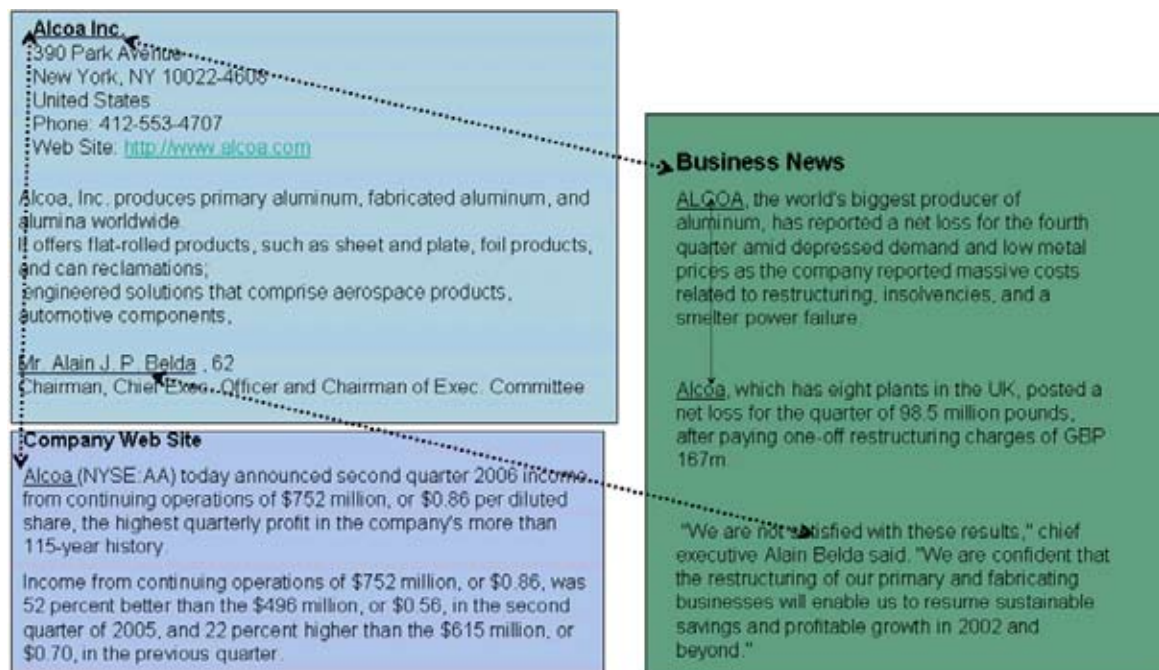 Alcoa Inc.
390 Park Avenue
New York, NY 10022-4608
United States
Phone: 412-553-4707
Web Site: http://www.alcoa.com
Alcoa, Inc. produces primary aluminum, fabricated aluminum, and
alumina worldwide.
It offers flat-rolled products, such as sheet and plate, foil products,
and can reclamations;
engineered solutions that comprise aerospace products,
automotive components,
Mr. Alain J. P. Belda , 62
Chairman, Chief Exec. Officer and Chairman of Exec. Committee
Company Web Site
Alcoa (NYSE:AA) today announced second quarter 2006 income
from continuing operations of $752 million, or $0.86 per diluted
share, the highest quarterly profit in the company's more than
115-year history.
Income from continuing operations of $752 million, or $0.86, was
52 percent better than the $496 million, or $0.56, in the second
quarter of 2005, and 22 percent higher than the $615 million, or
$0.70, in the previous quarter.
Business News
ALCOA, the world's biggest producer of
aluminum, has reported a net loss for the fourth
quarter amid depressed demand and low metal
prices as the company reported massive costs
related to restructuring, insolvencies, and a
smelter power failure.
Alcoa, which has eight plants in the UK, posted a
net loss for the quarter of 98.5 million pounds,
after paying one-off restructuring charges of GBP
167m.
"We are not satisfied with these results," chief
executive Alain Belda said. "We are confident that
the restructuring of our primary and fabricating
businesses will enable us to resume sustainable
savings and profitable growth in 2002 and
beyond."